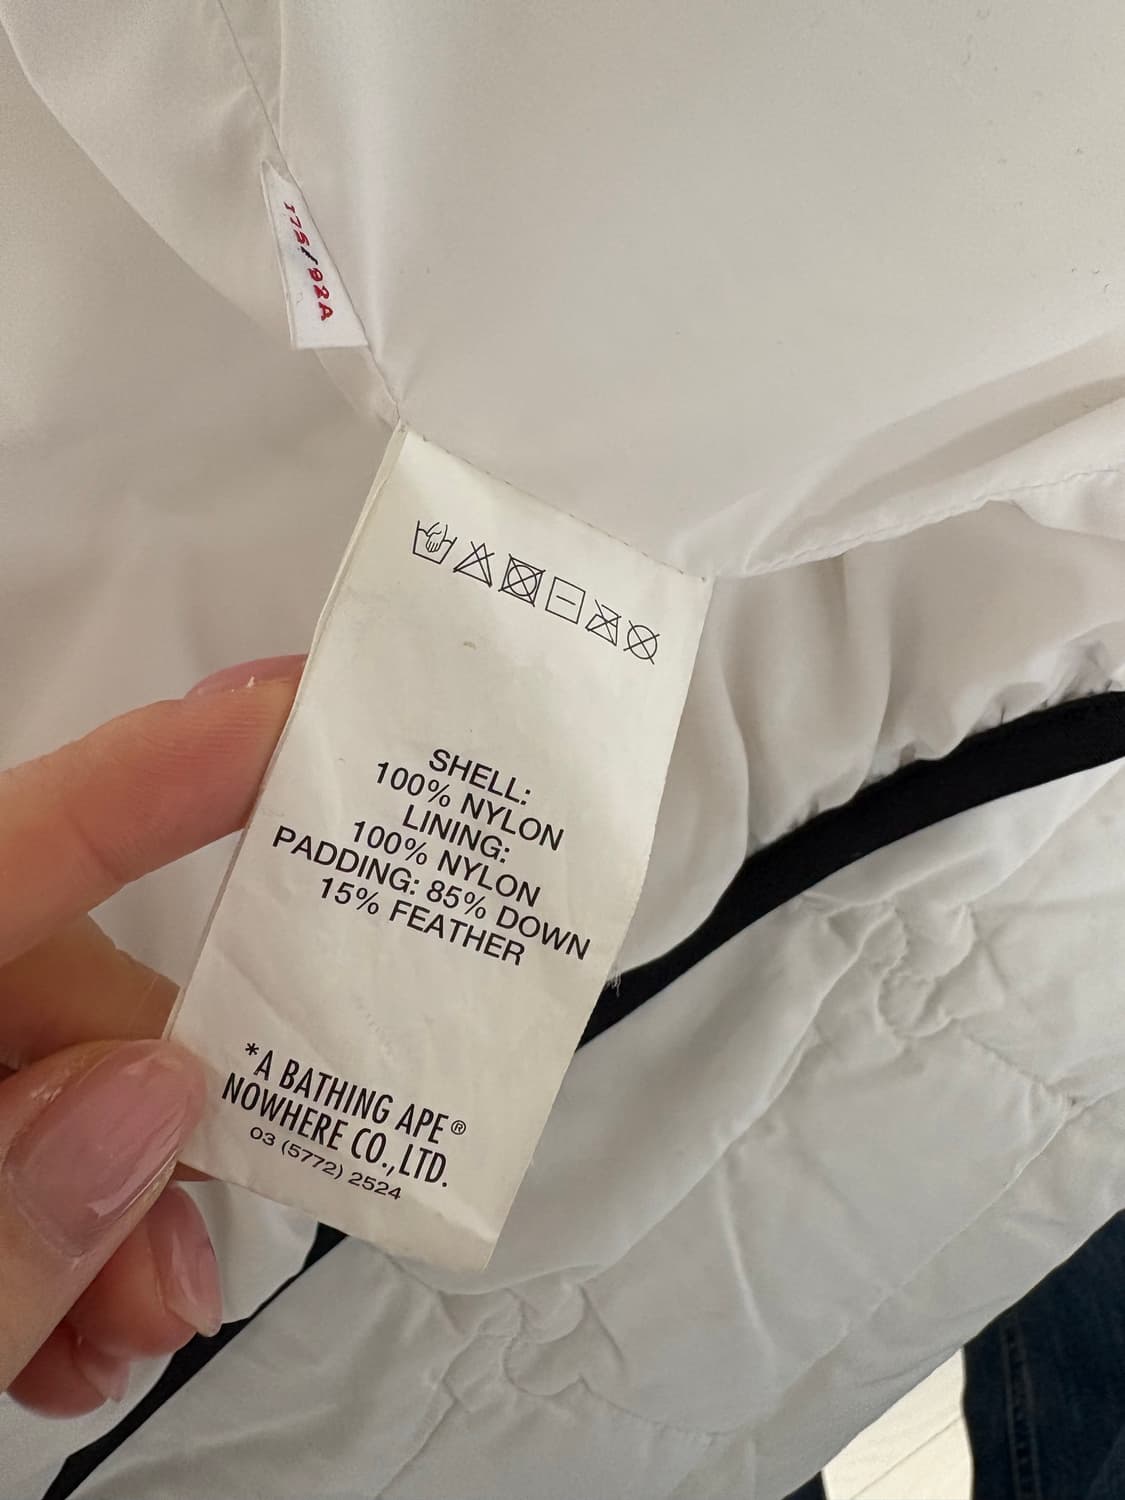 175/92A
SHELL:
100% NYLON
LINING:
100% NYLON
PADDING: 85% DOWN
15% FEATHER
*A BATHING APE®
NOWHERE CO.,LTD.
03 (5772) 2524